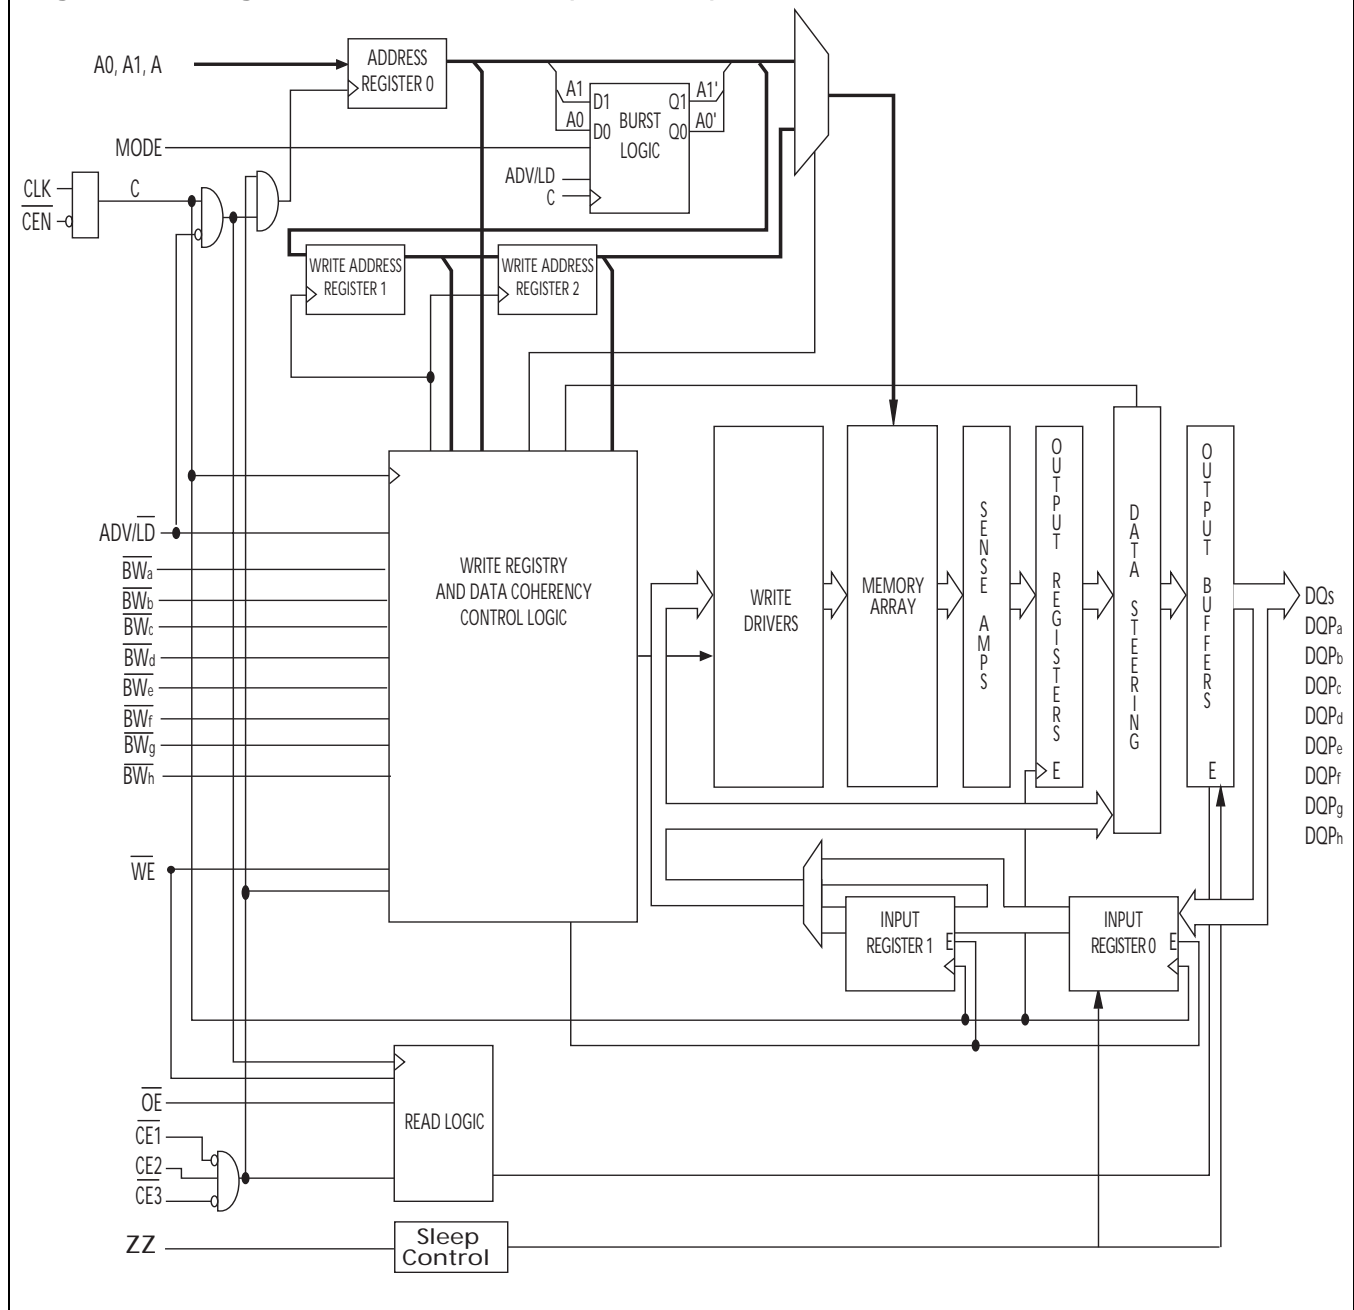 A0, A1, A
ADDRESS
REGISTER 0
MODE
A1
A0
D1
D0
BURST
LOGIC
Q1
Q0
A1'
A0'
ADV/LD
C
CLK
CEN
C
WRITE ADDRESS
REGISTER 1
WRITE ADDRESS
REGISTER 2
ADV/LD
BWa
BWb
BWc
BWd
BWe
BWf
BWg
BWh
WE
WRITE REGISTRY
AND DATA COHERENCY
CONTROL LOGIC
WRITE
DRIVERS
MEMORY
ARRAY
SENSE AMPS
OUTPUT REGISTERS
E
DATA STEERING
OUTPUT BUFFERS
E
DQs
DQPa
DQPb
DQPc
DQPd
DQPe
DQPf
DQPg
DQPh
INPUT
REGISTER 1
E
INPUT
REGISTER 0
E
OE
CE1
CE2
CE3
READ LOGIC
ZZ
Sleep
Control